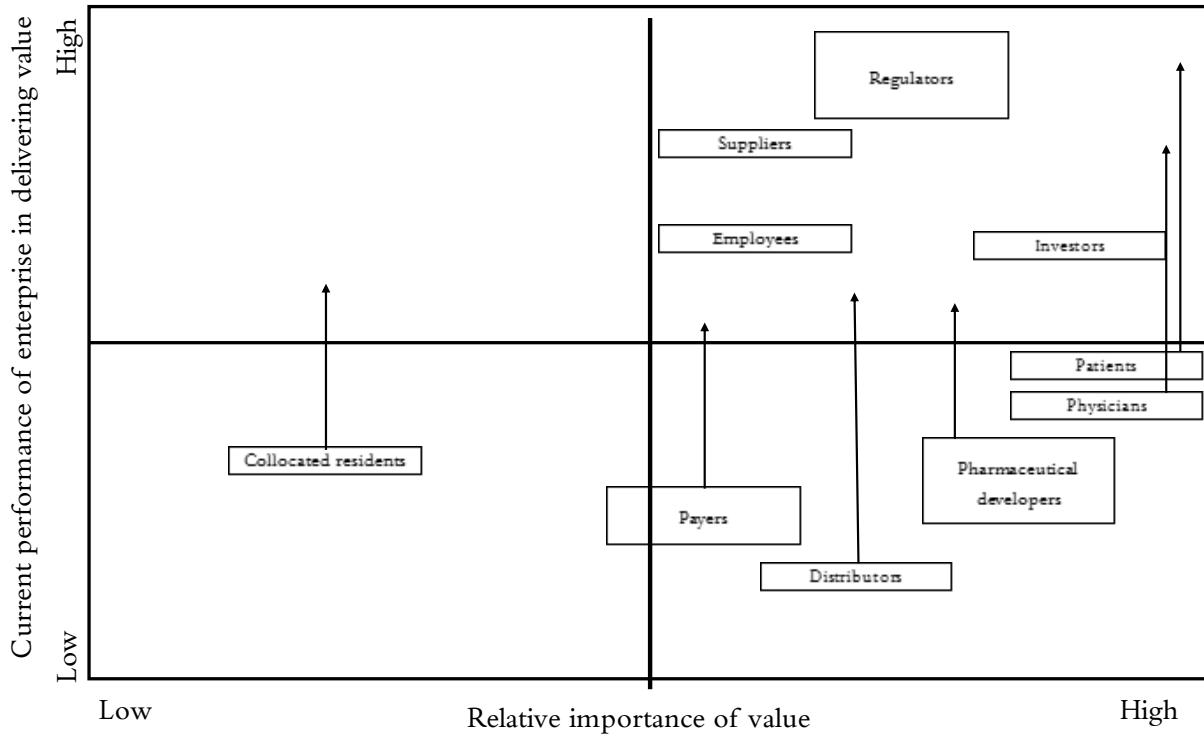 High
Current performance of enterprise in delivering value
Low
Regulators
Suppliers
Employees
Investors
Patients
Physicians
Collocated residents
Pharmaceutical
developers
Payers
Distributors
Low
Relative importance of value
High